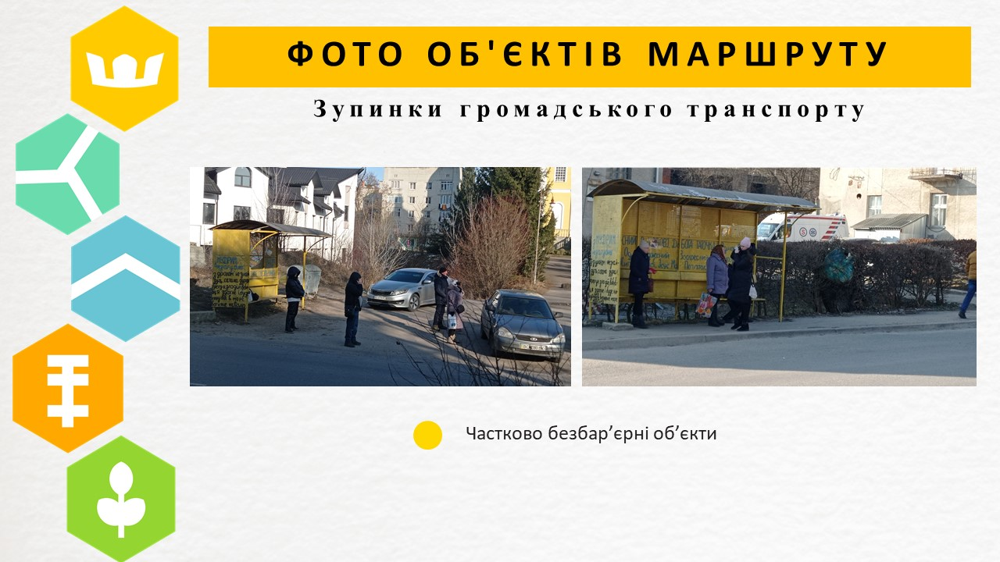 ФОТО ОБ'ЄКТІВ МАРШРУТУ
Зупинки громадського транспорту
Частково безбар’єрні об’єкти